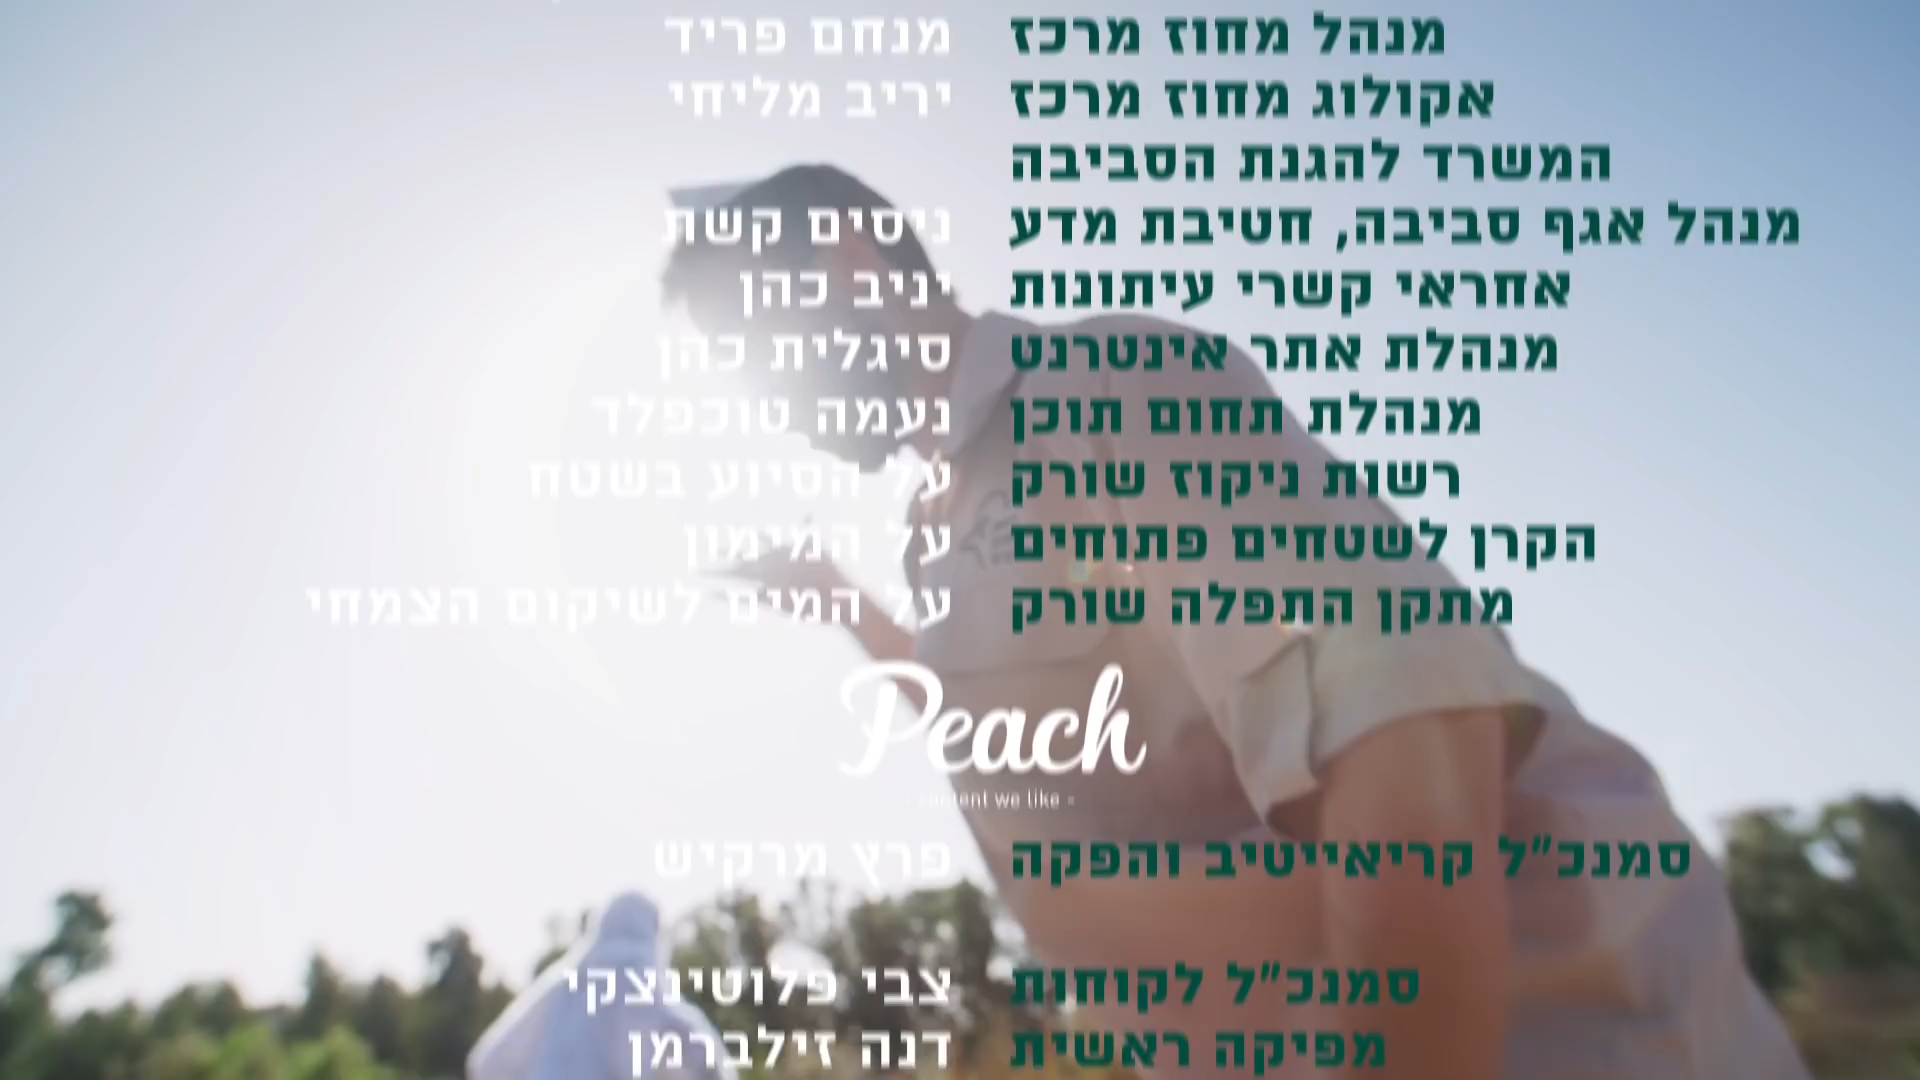 מנהל מחוז מרכז מנחם פריד
אקולוג מחוז מרכז יריב מליחי
המשרד להגנת הסביבה
מנהל אגף סביבה, חטיבת מדע ניסים קשת
אחראי קשרי עיתונות יניב כהן
מנהלת אתר אינטרנט סיגלית כהן
מנהלת תחום תוכן נעמה טוכפלד
רשות ניקוז שורק על הסיוע בשטח
הקרן לשטחים פתוחים על המימון
מתקן התפלה שורק על המים לשיקום הצמחי
Peach
- content we like -
סמנכ"ל קריאייטיב והפקה פרץ מרקיש
סמנכ"ל לקוחות צבי פלוטינצקי
מפיקה ראשית דנה זילברמן